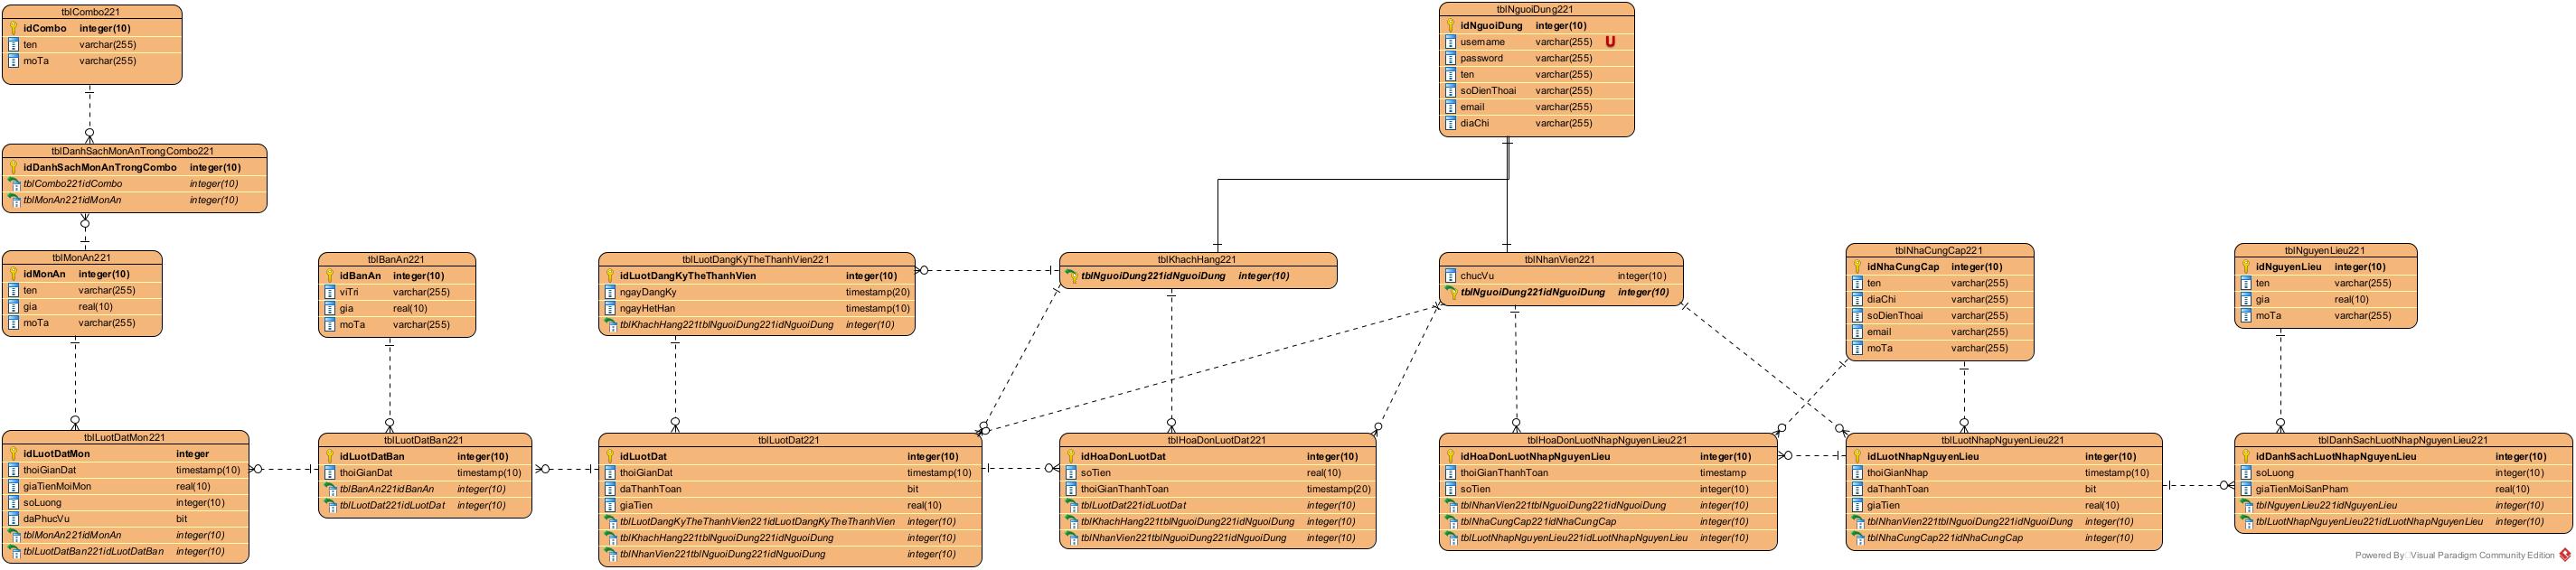 tblCombo221
idCombo integer(10)
ten varchar(255)
moTa varchar(255)
tblDanhSachMonAnTrongCombo221
idDanhSachMonAnTrongCombo integer(10)
tblCombo221idCombo integer(10)
tblMonAn221idMonAn integer(10)
tblMonAn221
idMonAn integer(10)
ten varchar(255)
gia real(10)
moTa varchar(255)
tblLuotDatMon221
idLuotDatMon integer
thoiGianDat timestamp(10)
giaTienMoiMon real(10)
soLuong integer(10)
daPhucVu bit
tblMonAn221idMonAn integer(10)
tblLuotDatBan221idLuotDatBan integer(10)
tblBanAn221
idBanAn integer(10)
viTri varchar(255)
gia real(10)
moTa varchar(255)
tblLuotDatBan221
idLuotDatBan integer(10)
thoiGianDat timestamp(10)
tblBanAn221idBanAn integer(10)
tblLuotDat221idLuotDat integer(10)
tblLuotDangKyTheThanhVien221
idLuotDangKyTheThanhVien integer(10)
ngayDangKy timestamp(20)
ngayHetHan timestamp(10)
tblKhachHang221tblNguoiDung221idNguoiDung integer(10)
tblLuotDat221
idLuotDat integer(10)
thoiGianDat timestamp(10)
daThanhToan bit
giaTien real(10)
tblLuotDangKyTheThanhVien221idLuotDangKyTheThanhVien integer(10)
tblKhachHang221tblNguoiDung221idNguoiDung integer(10)
tblNhanVien221tblNguoiDung221idNguoiDung integer(10)
tblNguoiDung221
idNguoiDung integer(10)
username varchar(255) U
password varchar(255)
ten varchar(255)
soDienThoai varchar(255)
email varchar(255)
diaChi varchar(255)
tblKhachHang221
tblNguoiDung221idNguoiDung integer(10)
tblNhanVien221
chucVu integer(10)
tblNguoiDung221idNguoiDung integer(10)
tblHoaDonLuotDat221
idHoaDonLuotDat integer(10)
soTien real(10)
thoiGianThanhToan timestamp(20)
tblLuotDat221idLuotDat integer(10)
tblKhachHang221tblNguoiDung221idNguoiDung integer(10)
tblNhanVien221tblNguoiDung221idNguoiDung integer(10)
tblHoaDonLuotNhapNguyenLieu221
idHoaDonLuotNhapNguyenLieu integer(10)
thoiGianThanhToan timestamp
soTien integer(10)
tblNhanVien221tblNguoiDung221idNguoiDung integer(10)
tblNhaCungCap221idNhaCungCap integer(10)
tblLuotNhapNguyenLieu221idLuotNhapNguyenLieu integer(10)
tblNhaCungCap221
idNhaCungCap integer(10)
ten varchar(255)
diaChi varchar(255)
soDienThoai varchar(255)
email varchar(255)
moTa varchar(255)
tblLuotNhapNguyenLieu221
idLuotNhapNguyenLieu integer(10)
thoiGianNhap timestamp(10)
daThanhToan bit
giaTien real(10)
tblNhanVien221tblNguoiDung221idNguoiDung integer(10)
tblNhaCungCap221idNhaCungCap integer(10)
tblNguyenLieu221
idNguyenLieu integer(10)
ten varchar(255)
gia real(10)
moTa varchar(255)
tblDanhSachLuotNhapNguyenLieu221
idDanhSachLuotNhapNguyenLieu integer(10)
soLuong integer(10)
giaTienMoiSanPham real(10)
tblNguyenLieu221idNguyenLieu integer(10)
tblLuotNhapNguyenLieu221idLuotNhapNguyenLieu integer(10)
Powered By: Visual Paradigm Community Edition